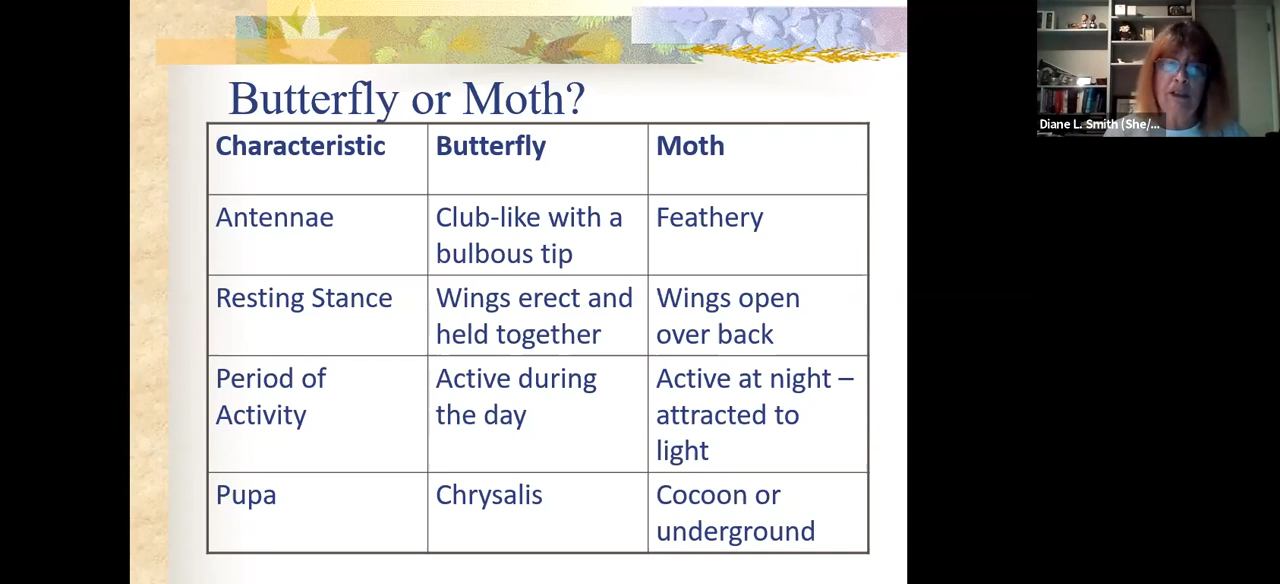 Butterfly or Moth?
Characteristic
Butterfly
Moth
Antennae
Club-like with a
bulbous tip
Feathery
Resting Stance
Wings erect and
held together
Wings open
over back
Period of
Activity
Active during
the day
Active at night –
attracted to
light
Pupa
Chrysalis
Cocoon or
underground
Diane L. Smith (She/...